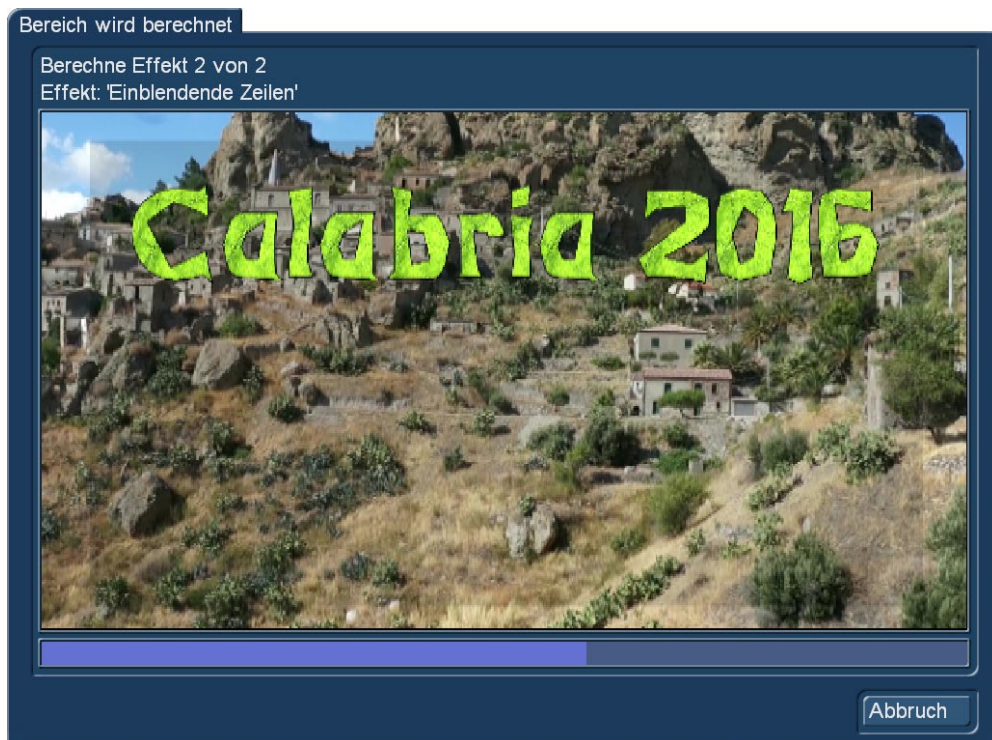 Bereich wird berechnet
Berechne Effekt 2 von 2
Effekt: 'Einblendende Zeilen'
Calabria 2016
Abbruch